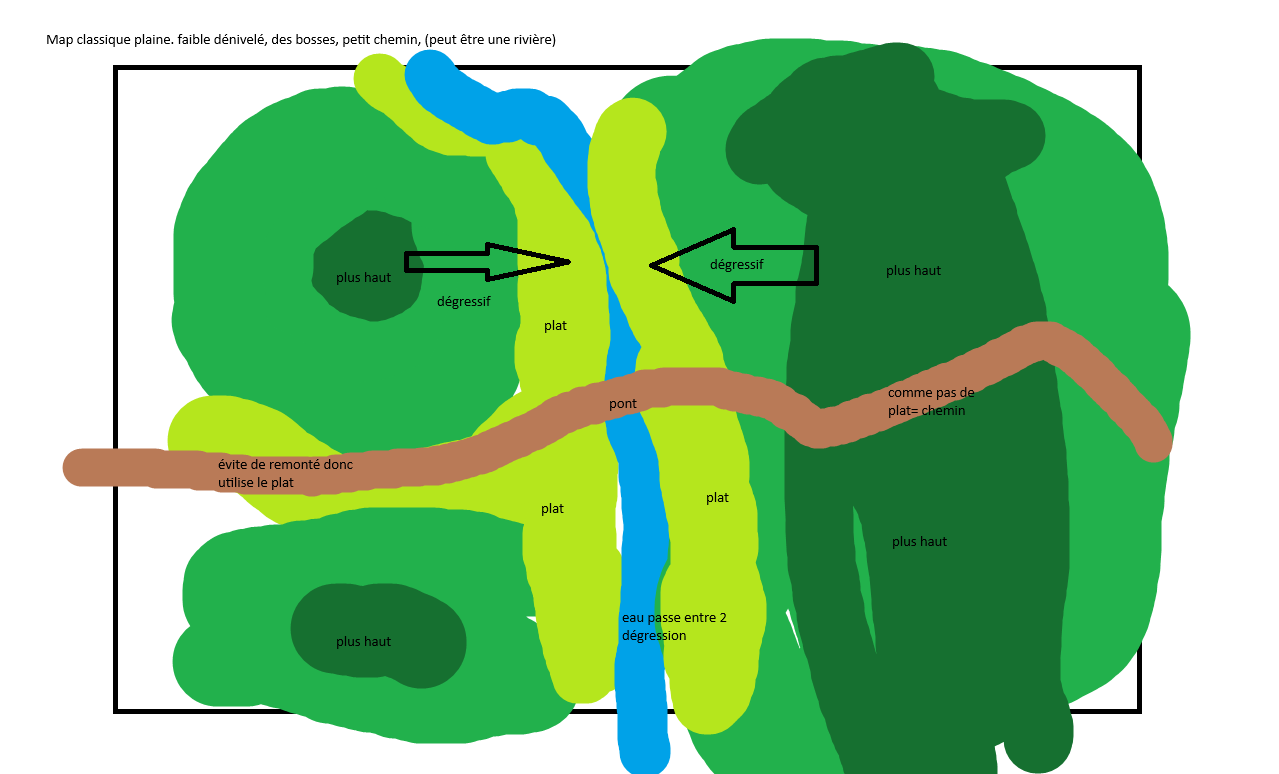 Map classique plaine. faible dénivelé, des bosses, petit chemin, (peut être une rivière)
plus haut
dégressif
dégressif
plus haut
plat
pont
comme pas de
plat= chemin
évite de remonté donc
utilise le plat
plat
plat
plus haut
eau passe entre 2
dégression
plus haut